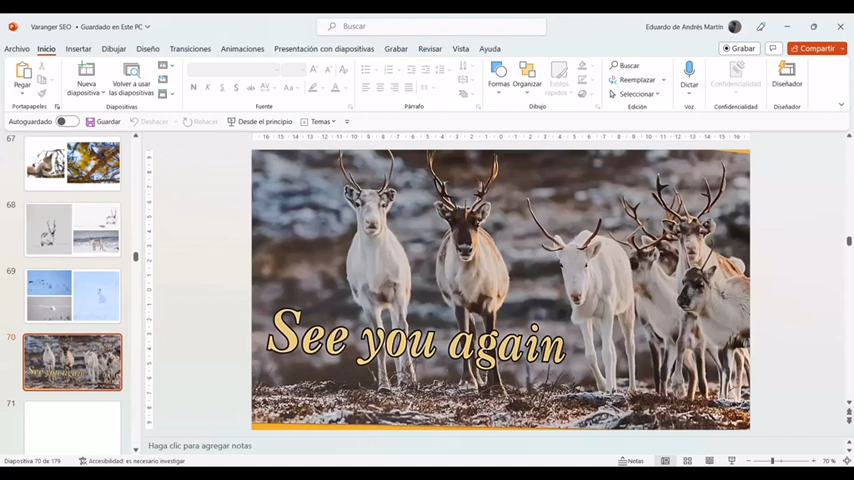 Varanger SEO • Guardado en Este PC
Buscar
Eduardo de Andrés Martín
Archivo Inicio Insertar Dibujar Diseño Transiciones Animaciones Presentación con diapositivas Grabar Revisar Vista Ayuda
Grabar
Compartir
Pegar
Nueva diapositiva
Volver a usar las diapositivas
N K S
Formas
Organizar
Estilos rápidos
Buscar
Reemplazar
Seleccionar
Dictar
Confidencialidad
Diseñador
Portapapeles
Diapositivas
Fuente
Párrafo
Dibujo
Edición
Voz
Confidencialidad
Diseñador
Autoguardado
Guardar
Deshacer
Rehacer
Desde el principio
Temas
67
68
69
70
See you again
71
See you again
Haga clic para agregar notas
Diapositiva 70 de 179
Accesibilidad: es necesario investigar
Notas
70 %